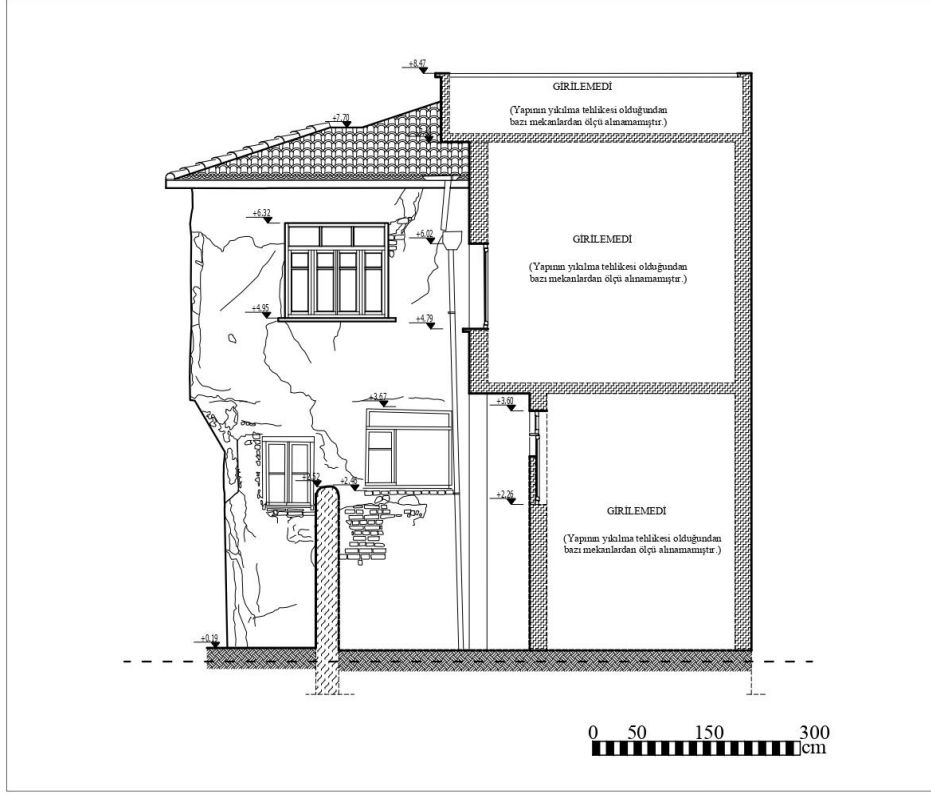 +8.47
GİRİLEMEDİ
(Yapının yıkılma tehlikesi olduğundan
bazı mekanlardan ölçü alınamamıştır.)
+7.70
+6.32
+6.02
GİRİLEMEDİ
(Yapının yıkılma tehlikesi olduğundan
bazı mekanlardan ölçü alınamamıştır.)
+4.95
+4.79
+3.67
+3.60
+2.26
GİRİLEMEDİ
(Yapının yıkılma tehlikesi olduğundan
bazı mekanlardan ölçü alınamamıştır.)
+0.19
0 50 150 300
cm